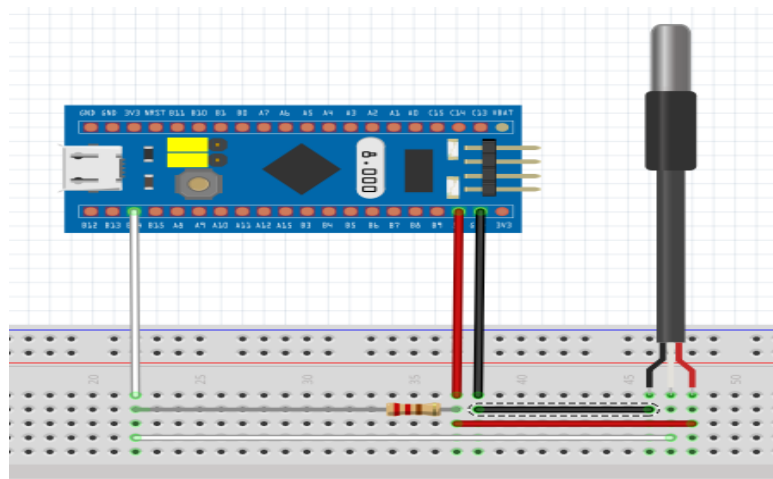 GND GND 3V3 NRST B11 B10 B1 B0 A7 A6 A5 A4 A3 A2 A1 A0 C15 C14 C13 VBAT
8.000
B12 B13 B15 A8 A9 A10 A11 A12 A15 B3 B4 B5 B6 B7 B8 B9 3V3
20 25 30 35 40 45 50